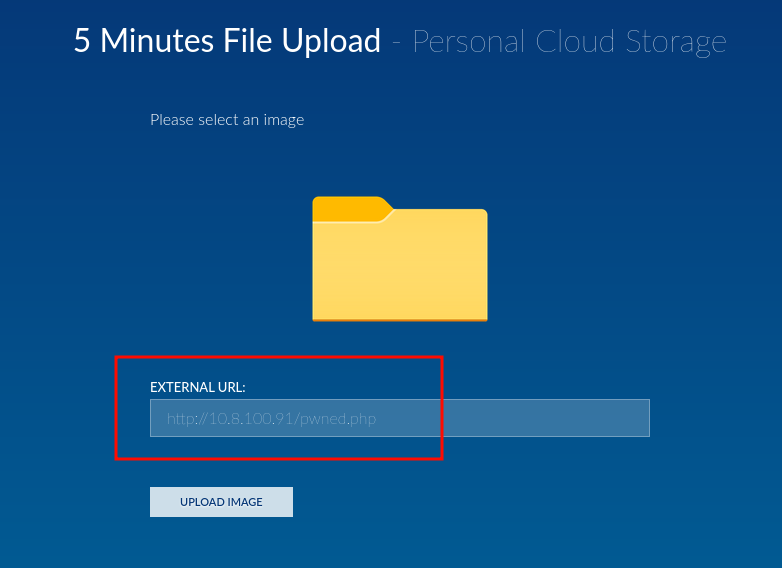 5 Minutes File Upload - Personal Cloud Storage
Please select an image
EXTERNAL URL:
http://10.8.100.91/pwned.php
UPLOAD IMAGE